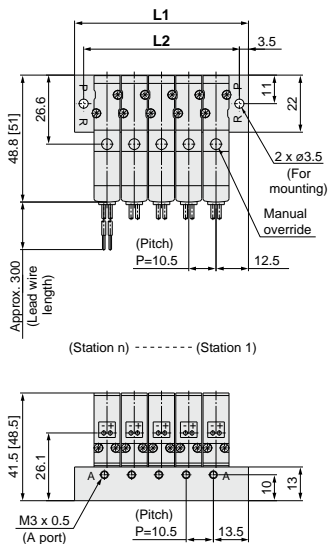 L1
L2
3.5
P
R
P
R
11
22
26.6
48.8 [51]
2 x ø3.5
(For
mounting)
Manual
override
Approx. 300
(Lead wire
length)
(Pitch)
P=10.5
12.5
(Station n) ------- (Station 1)
41.5 [48.5]
26.1
A
A
10
13
M3 x 0.5
(A port)
(Pitch)
P=10.5
13.5